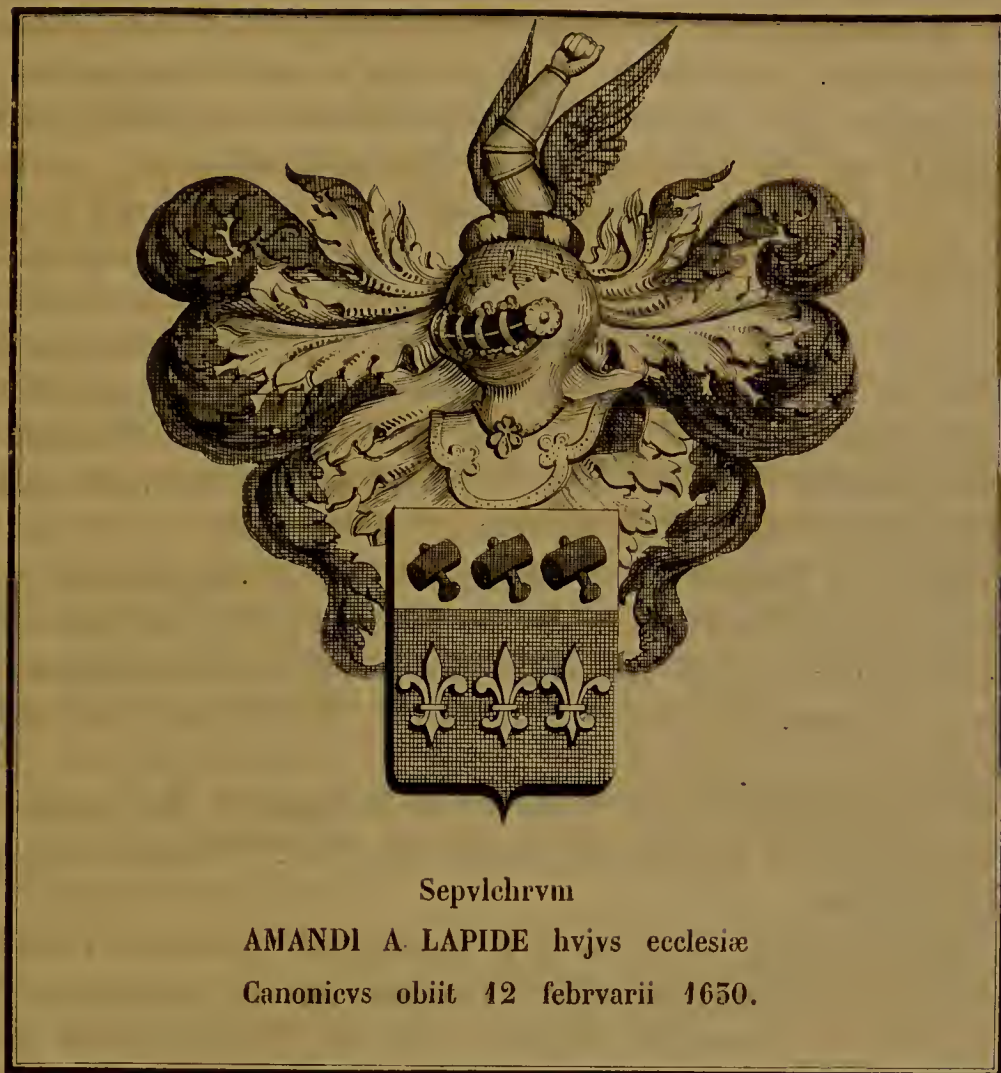 Sepvlchrvm
AMANDI A LAPIDE hvjvs ecclesiæ
Canonicvs obiit 12 febrvarii 1650.